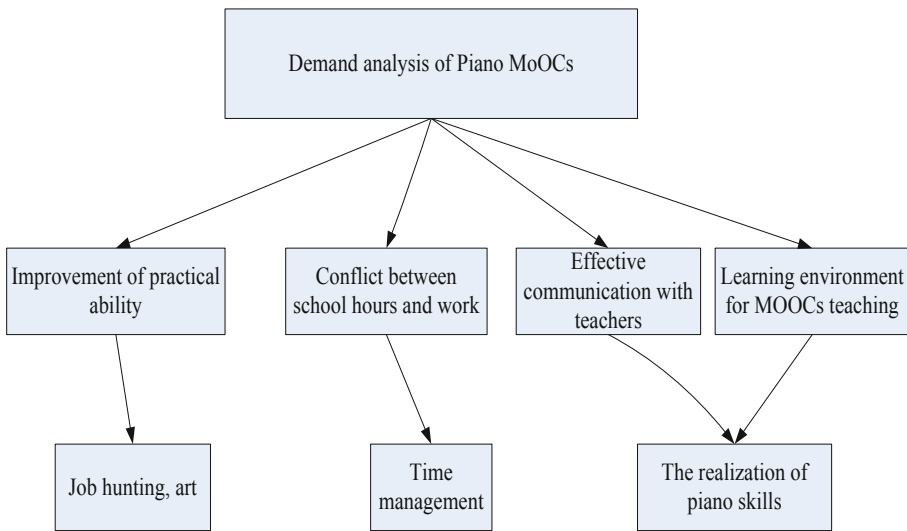 Demand analysis of Piano MoOCs
Improvement of practical
ability
Conflict between
school hours and work
Effective
communication with
teachers
Learning environment
for MOOCs teaching
Job hunting, art
Time
management
The realization of
piano skills